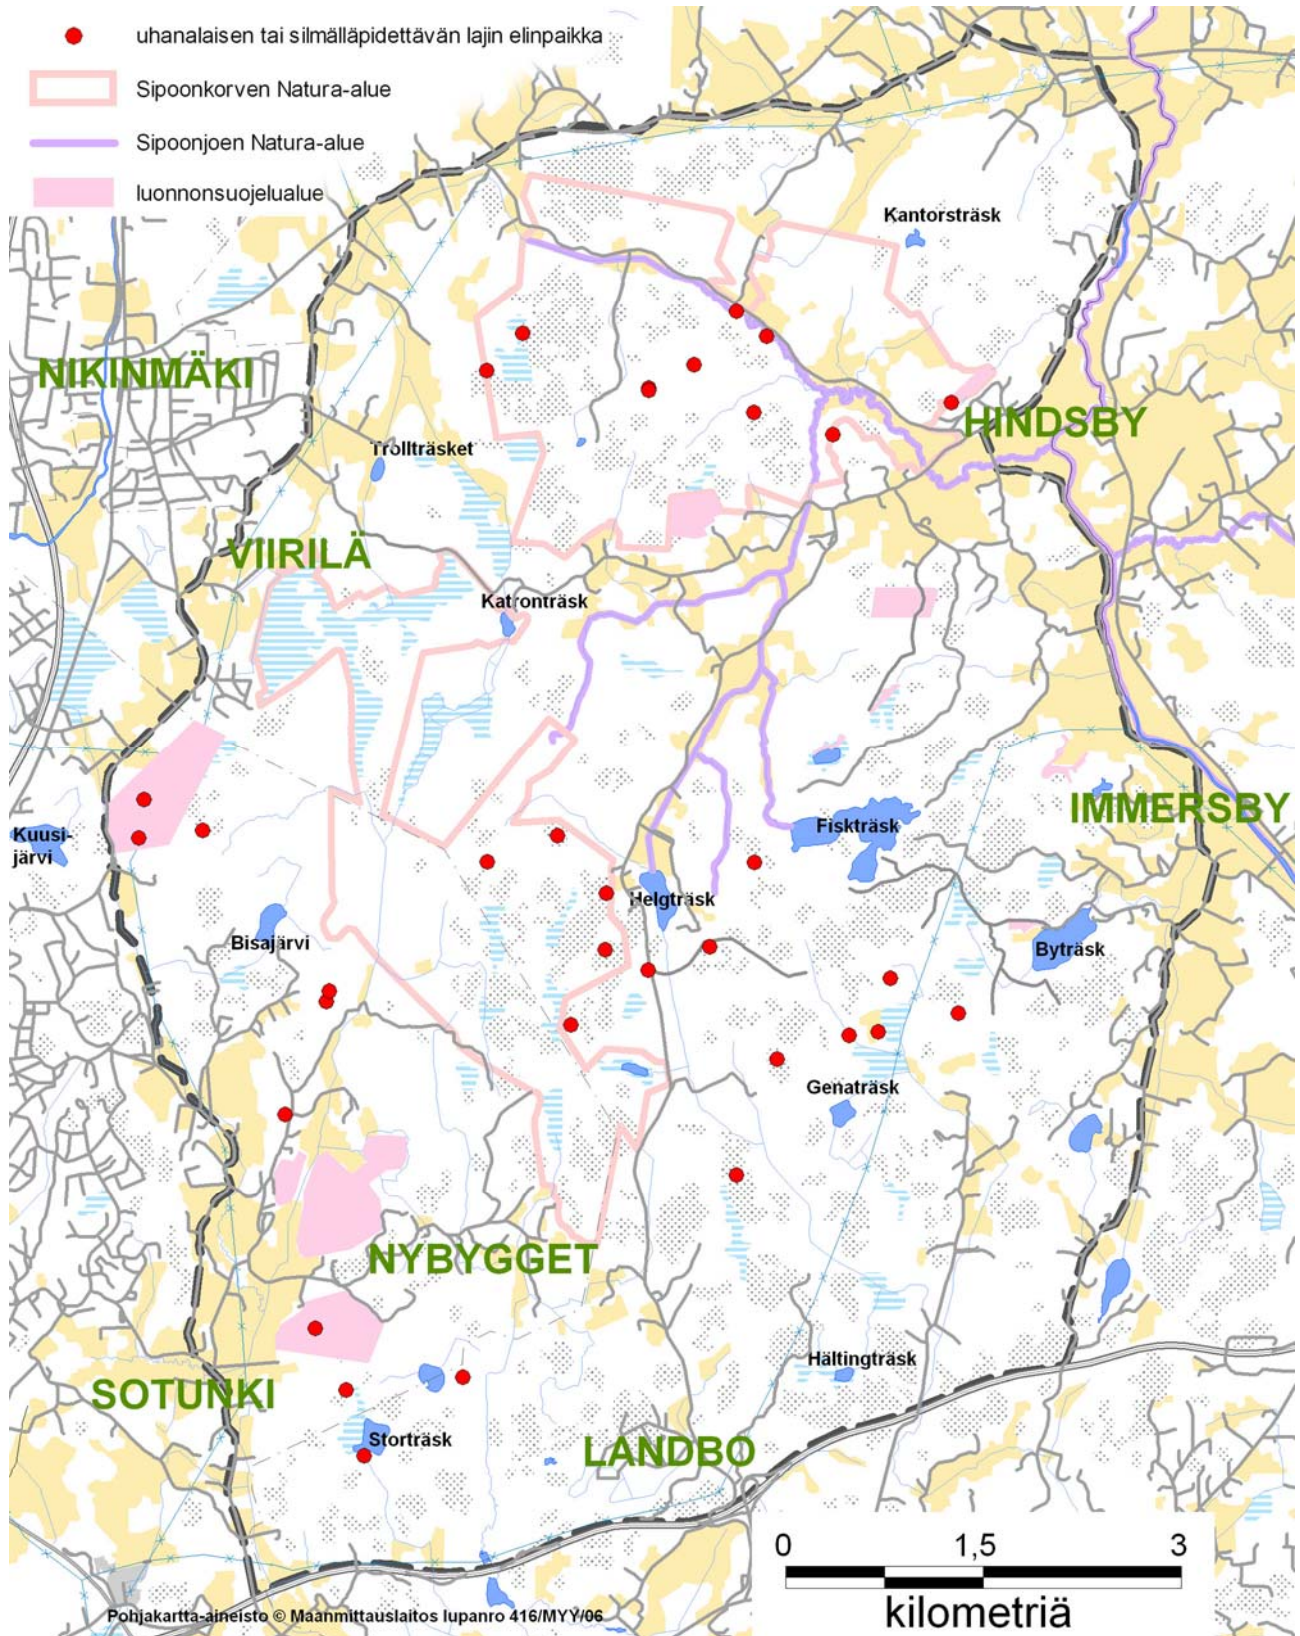 uhanalaisen tai silmälläpidettävän lajin elinpaikka
Sipoonkorven Natura-alue
Sipoonjoen Natura-alue
luonnonsuojelualue
Kantorsträsk
NIKINMÄKI
HINDSBY
Trollträsket
VIIRILÄ
Katronträsk
IMMERSBY
Kuusi-
järvi
Fiskträsk
Helgträsk
Bisajärvi
Byträsk
Genaträsk
NYBYGGET
Hältingträsk
SOTUNKI
Storträsk
LANDBO
0 1,5 3
kilometriä
Pohjakartta-aineisto © Maanmittauslaitos lupanro 416/MYY/06